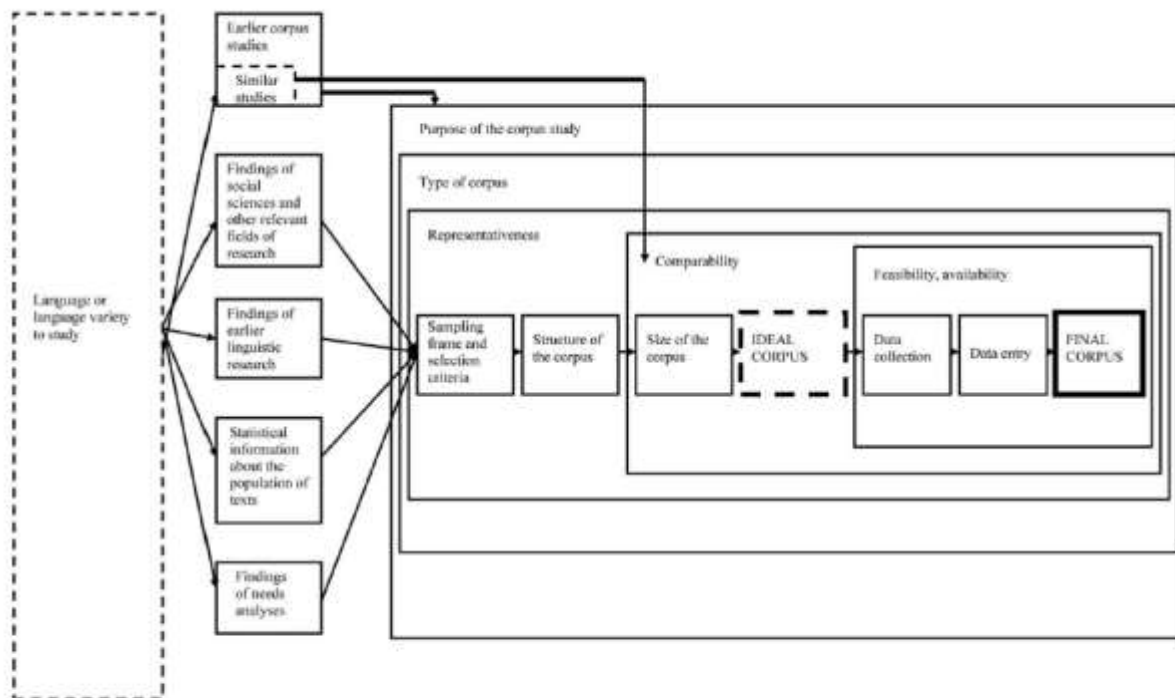 Earlier corpus
studies
Similar
studies
Purpose of the corpus study
Findings of
social
sciences and
other relevant
fields of
research
Type of corpus
Representativeness
Comparability
Feasibility, availability
Language or
language variety
to study
Findings of
earlier
linguistic
research
Sampling
frame and
selection
criteria
Structure of
the corpus
Size of the
corpus
IDEAL
CORPUS
Data
collection
Data entry
FINAL
CORPUS
Statistical
information
about the
population of
texts
Findings
of needs
analyses